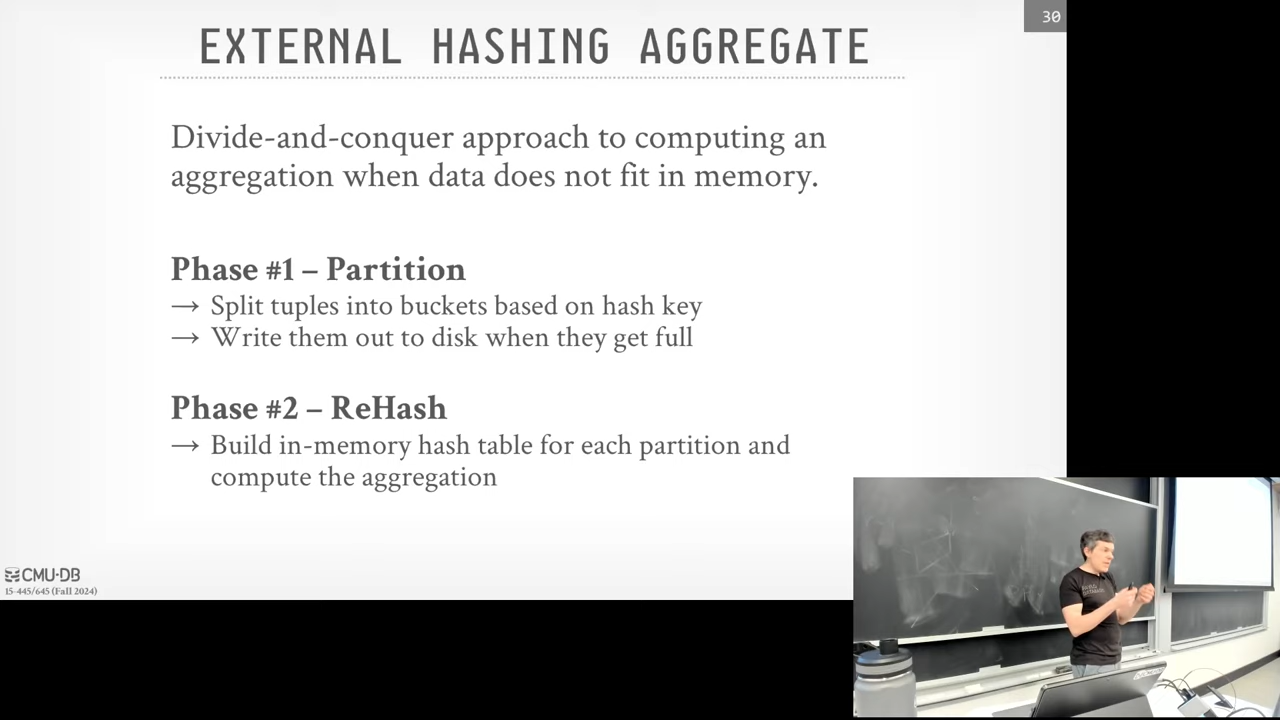 30
EXTERNAL HASHING AGGREGATE
Divide-and-conquer approach to computing an
aggregation when data does not fit in memory.
Phase #1 – Partition
→ Split tuples into buckets based on hash key
→ Write them out to disk when they get full
Phase #2 – ReHash
→ Build in-memory hash table for each partition and
compute the aggregation
CMU·DB
15-445/645 (Fall 2024)